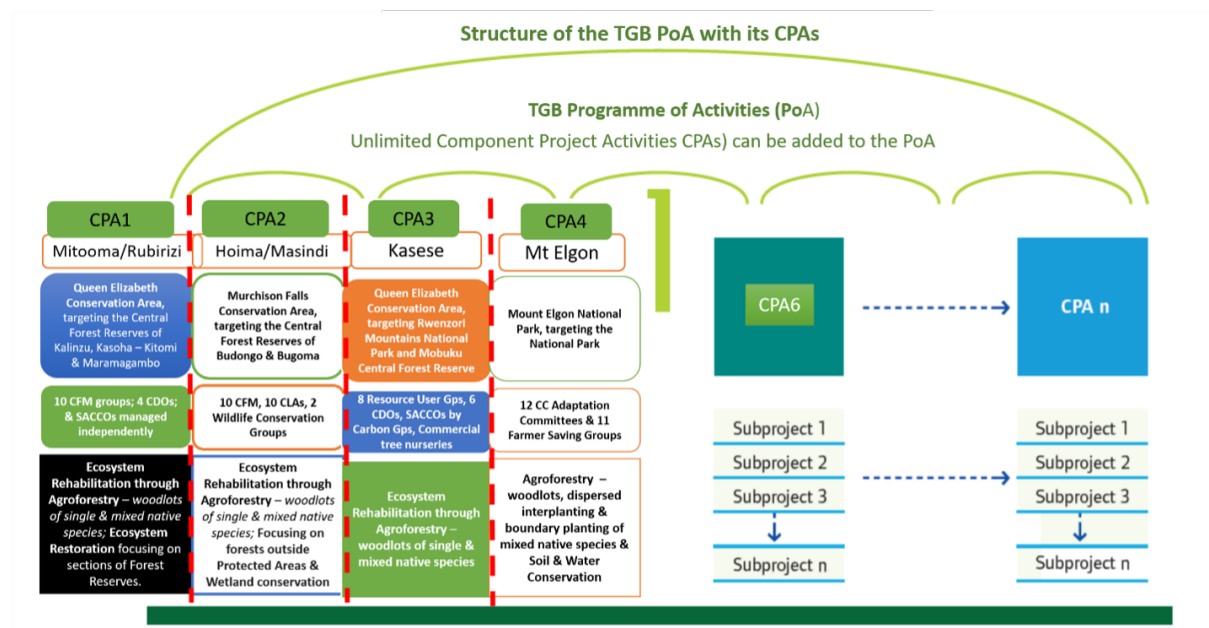 Structure of the TGB PoA with its CPAs
TGB Programme of Activities (PoA)
Unlimited Component Project Activities CPAs) can be added to the PoA
CPA1
Mitooma/Rubirizi
Queen Elizabeth
Conservation Area,
targeting the Central
Forest Reserves of
Kalinzu, Kasoha – Kitomi
& Maramagambo
10 CFM groups; 4 CDOs;
& SACCOs managed
independently
Ecosystem
Rehabilitation through
Agroforestry – woodlots
of single & mixed native
species; Ecosystem
Restoration focusing on
sections of Forest
Reserves.
CPA2
Hoima/Masindi
Murchison Falls
Conservation Area,
targeting the Central
Forest Reserves of
Budongo & Bugoma
10 CFM, 10 CLAs, 2
Wildlife Conservation
Groups
Ecosystem
Rehabilitation through
Agroforestry – woodlots
of single & mixed native
species; Focusing on
forests outside
Protected Areas &
Wetland conservation
CPA3
Kasese
Queen Elizabeth
Conservation Area,
targeting Rwenzori
Mountains National
Park and Mobuku
Central Forest Reserve
8 Resource User Gps, 6
CDOs, SACCOs by
Carbon Gps, Commercial
tree nurseries
Ecosystem
Rehabilitation through
Agroforestry –
woodlots of single &
mixed native species
CPA4
Mt Elgon
Mount Elgon National
Park, targeting the
National Park
12 CC Adaptation
Committees & 11
Farmer Saving Groups
Agroforestry –
woodlots, dispersed
interplanting &
boundary planting of
mixed native species &
Soil & Water
Conservation
CPA6
Subproject 1
Subproject 2
Subproject 3
Subproject n
CPA n
Subproject 1
Subproject 2
Subproject 3
Subproject n